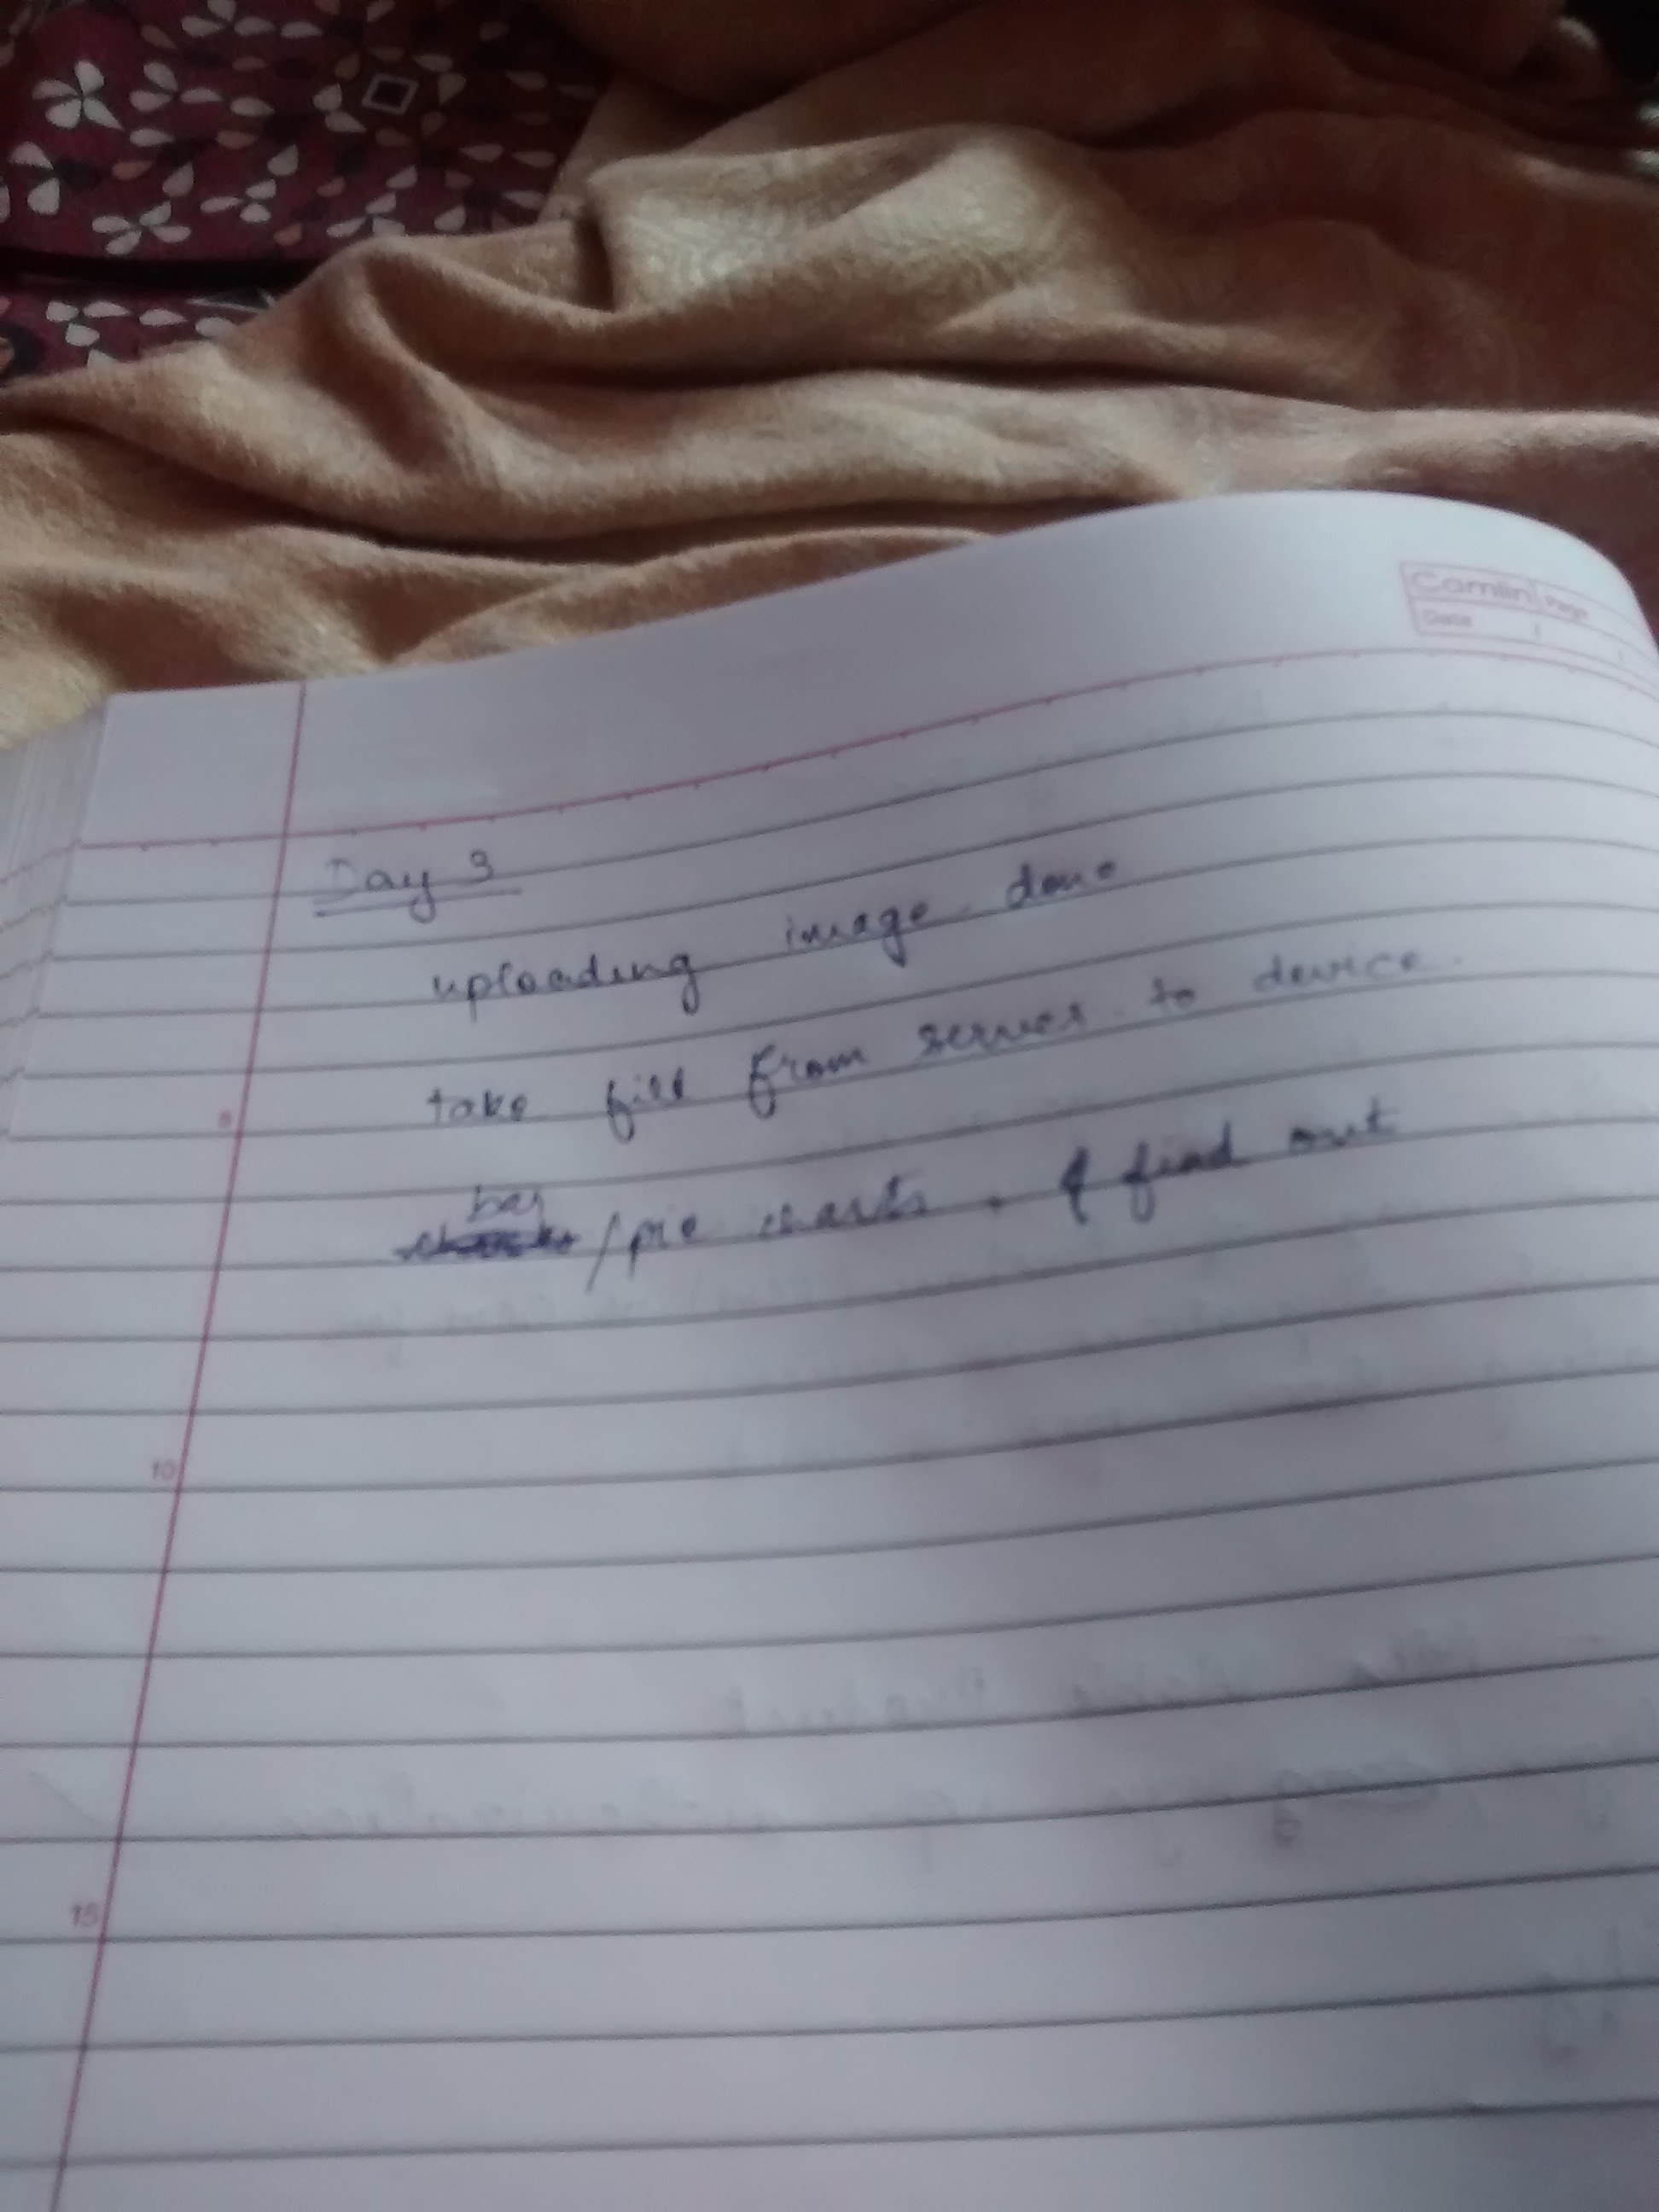 Camlin Page
Date / /
Day 3
uploading image done
take file from server to device.
bar
/pie charts. & find out
5
10
15